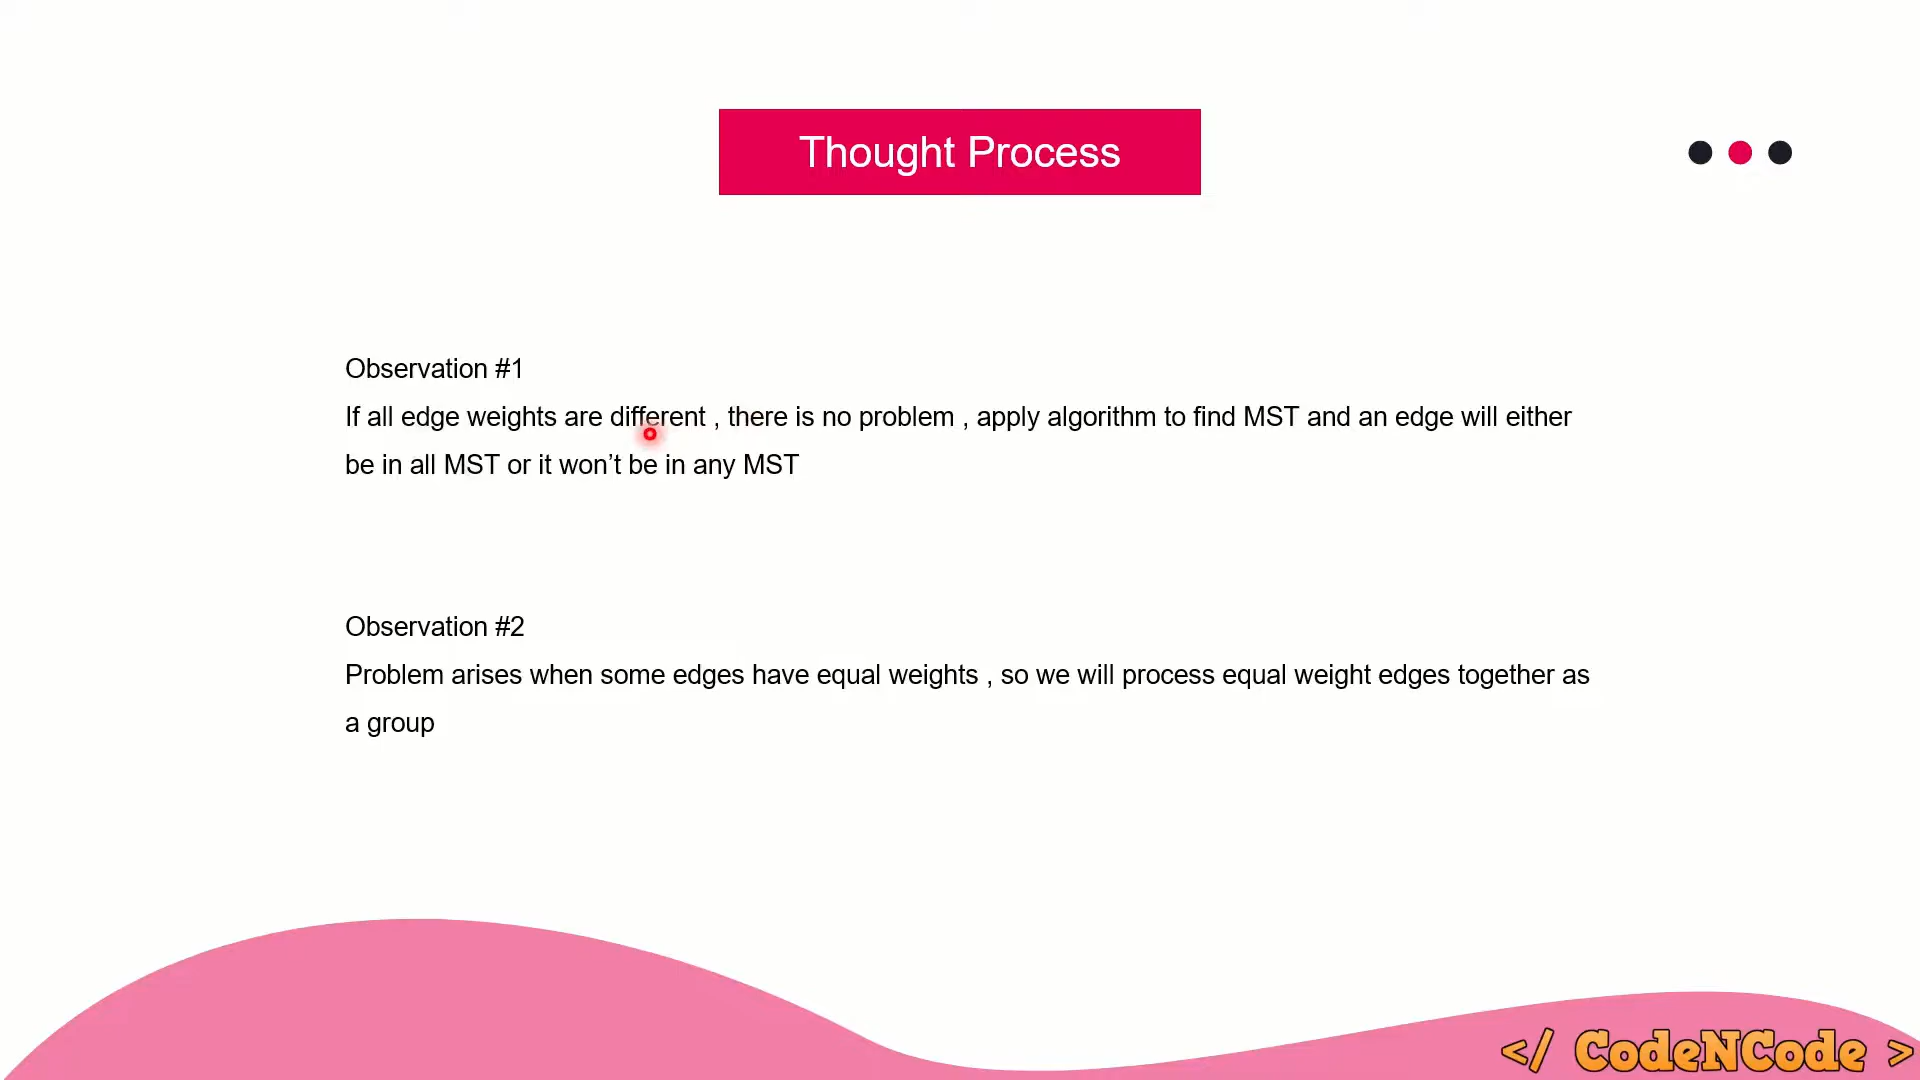 Thought Process
Observation #1
If all edge weights are different , there is no problem , apply algorithm to find MST and an edge will either
be in all MST or it won’t be in any MST
Observation #2
Problem arises when some edges have equal weights , so we will process equal weight edges together as
a group
</ CodeNCode >